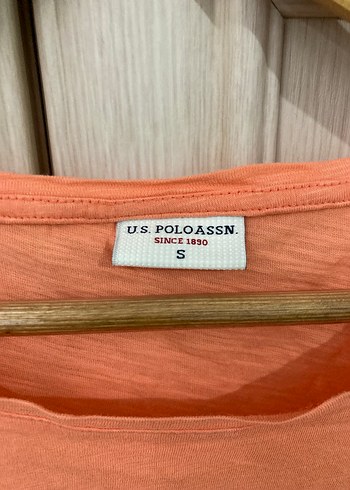 U.S. POLO ASSN.
SINCE 1890
S